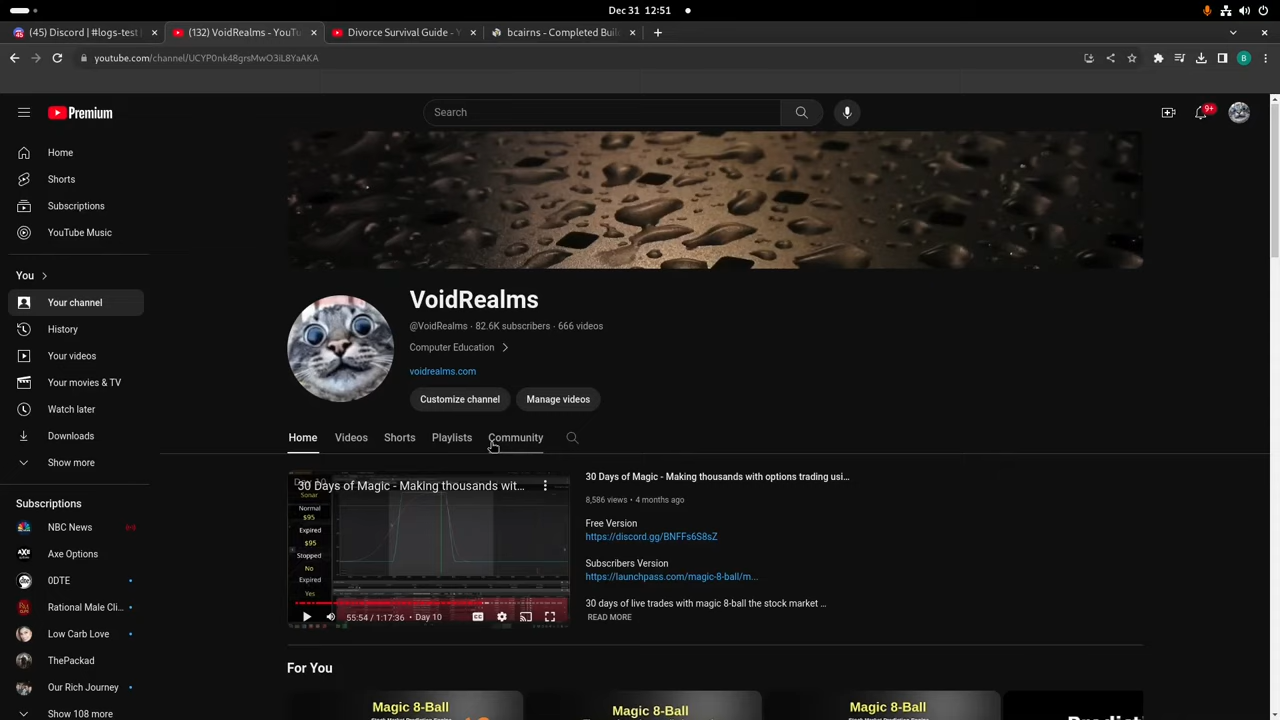 Dec 31 12:51
(45) Discord | #logs-test
(132) VoidRealms - YouTu
Divorce Survival Guide - Y
bcairns - Completed Buil
youtube.com/channel/UCYP0nk48grsMwO3iL8YaAKA
B
Premium
Search
9+
Home
Shorts
Subscriptions
YouTube Music
You
Your channel
History
Your videos
Your movies & TV
Watch later
Downloads
Show more
Subscriptions
NBC News
Axe Options
0DTE
Rational Male Cli...
Low Carb Love
ThePackad
Our Rich Journey
Show 108 more
VoidRealms
@VoidRealms · 82.6K subscribers · 666 videos
Computer Education
voidrealms.com
Customize channel
Manage videos
Home
Videos
Shorts
Playlists
Community
30 Days of Magic - Making thousands wit...
Sonar
Normal
$95
Expired
$95
Stopped
No
Expired
Yes
55:54 / 1:17:36 • Day 10
30 Days of Magic - Making thousands with options trading usi...
8,586 views • 4 months ago
Free Version
https://discord.gg/BNFFs6S8sZ
Subscribers Version
https://launchpass.com/magic-8-ball/m...
30 days of live trades with magic 8-ball the stock market ...
READ MORE
For You
Magic 8-Ball
Magic 8-Ball
Magic 8-Ball